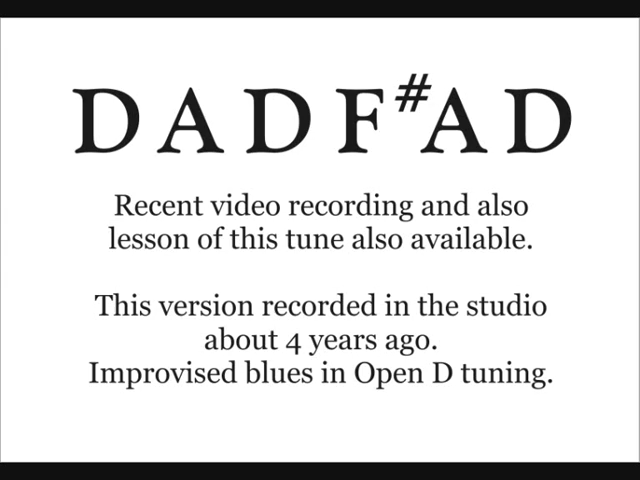 D A D F# A D
Recent video recording and also
lesson of this tune also available.
This version recorded in the studio
about 4 years ago.
Improvised blues in Open D tuning.